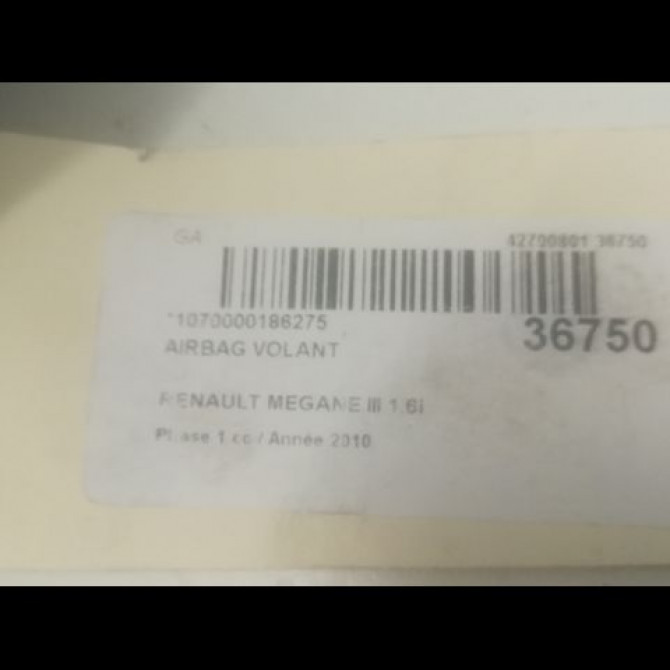 GA
42700801 36750
*1070000186275
36750
AIRBAG VOLANT
RENAULT MEGANE III 1.6i
Phase 1 cc / Année 2010